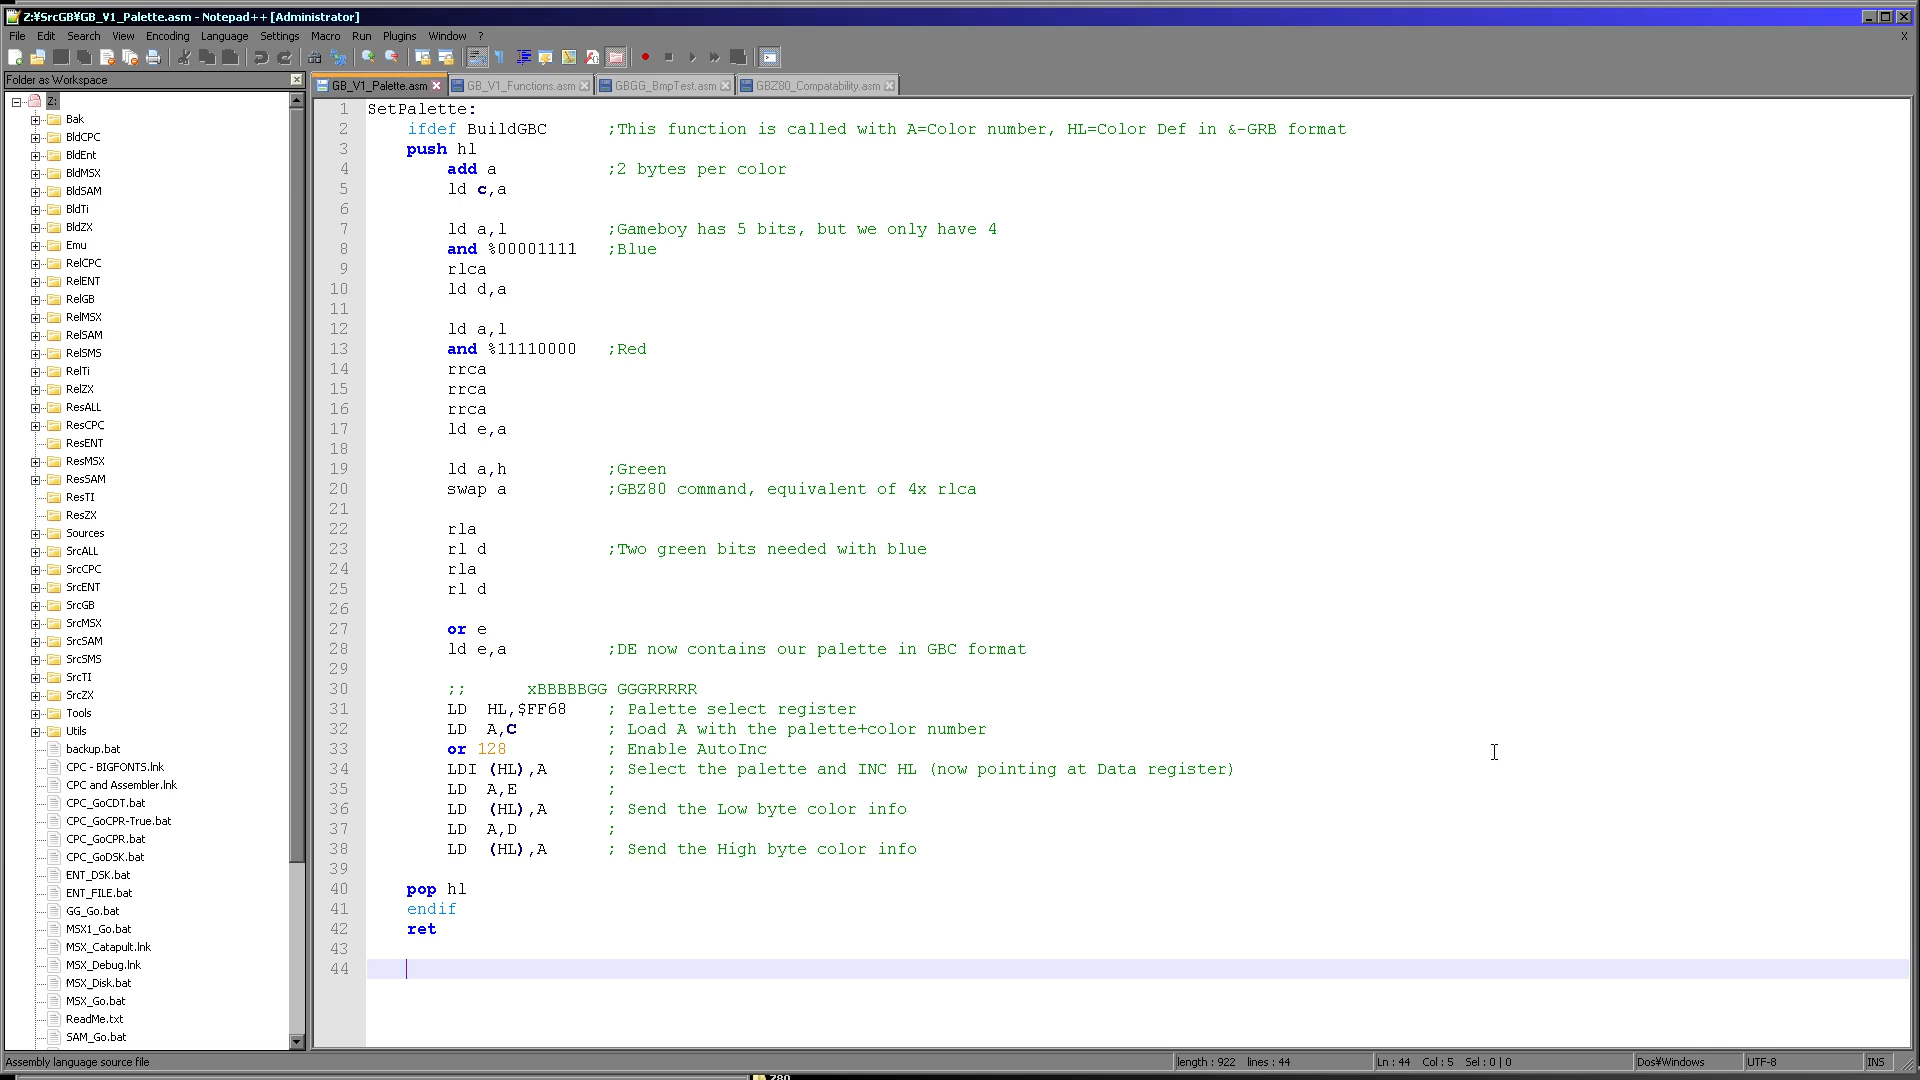 Z:¥SrcGB¥GB_V1_Palette.asm - Notepad++ [Administrator]
File Edit Search View Encoding Language Settings Macro Run Plugins Window ? X
Folder as Workspace
GB_V1_Palette.asm GB_V1_Functions.asm GBGG_BmpTest.asm GBZ80_Compatability.asm
Z:
Bak
BldCPC
BldEnt
BldMSX
BldSAM
BldTi
BldZX
Emu
RelCPC
RelENT
RelGB
RelMSX
RelSAM
RelSMS
RelTi
RelZX
ResALL
ResCPC
ResENT
ResMSX
ResSAM
ResTI
ResZX
Sources
SrcALL
SrcCPC
SrcENT
SrcGB
SrcMSX
SrcSAM
SrcSMS
SrcTI
SrcZX
Tools
Utils
backup.bat
CPC - BIGFONTS.lnk
CPC and Assembler.lnk
CPC_GoCDT.bat
CPC_GoCPR-True.bat
CPC_GoCPR.bat
CPC_GoDSK.bat
ENT_DSK.bat
ENT_FILE.bat
GG_Go.bat
MSX1_Go.bat
MSX_Catapult.lnk
MSX_Debug.lnk
MSX_Disk.bat
MSX_Go.bat
ReadMe.txt
SAM_Go.bat
1 SetPalette:
2 ifdef BuildGBC ;This function is called with A=Color number, HL=Color Def in &-GRB format
3 push hl
4 add a ;2 bytes per color
5 ld c,a
6
7 ld a,l ;Gameboy has 5 bits, but we only have 4
8 and %00001111 ;Blue
9 rlca
10 ld d,a
11
12 ld a,l
13 and %11110000 ;Red
14 rrca
15 rrca
16 rrca
17 ld e,a
18
19 ld a,h ;Green
20 swap a ;GBZ80 command, equivalent of 4x rlca
21
22 rla
23 rl d ;Two green bits needed with blue
24 rla
25 rl d
26
27 or e
28 ld e,a ;DE now contains our palette in GBC format
29
30 ;; xBBBBBGG GGGRRRRR
31 LD HL,$FF68 ; Palette select register
32 LD A,C ; Load A with the palette+color number
33 or 128 ; Enable AutoInc
34 LDI (HL),A ; Select the palette and INC HL (now pointing at Data register)
35 LD A,E ;
36 LD (HL),A ; Send the Low byte color info
37 LD A,D ;
38 LD (HL),A ; Send the High byte color info
39
40 pop hl
41 endif
42 ret
43
44
Assembly language source file length : 922 lines : 44 Ln : 44 Col : 5 Sel : 0 | 0 Dos¥Windows UTF-8 INS
Z80